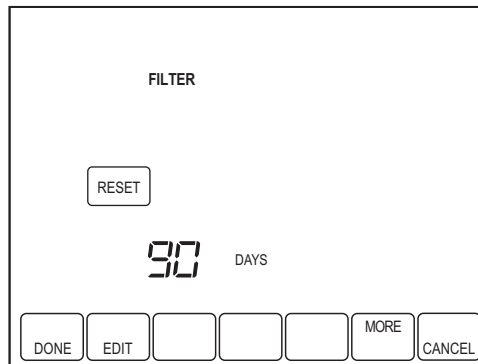 FILTER
RESET
90 DAYS
MORE
DONE EDIT CANCEL